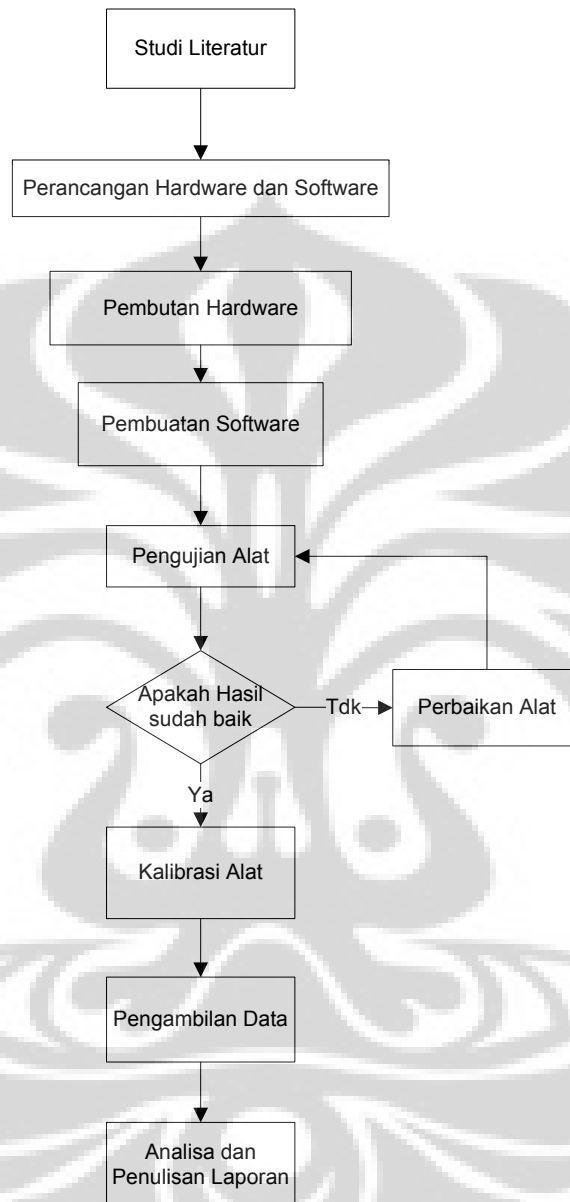 Studi Literatur
Perancangan Hardware dan Software
Pembutan Hardware
Pembuatan Software
Pengujian Alat
Apakah Hasil
sudah baik
Tdk
Perbaikan Alat
Ya
Kalibrasi Alat
Pengambilan Data
Analisa dan
Penulisan Laporan